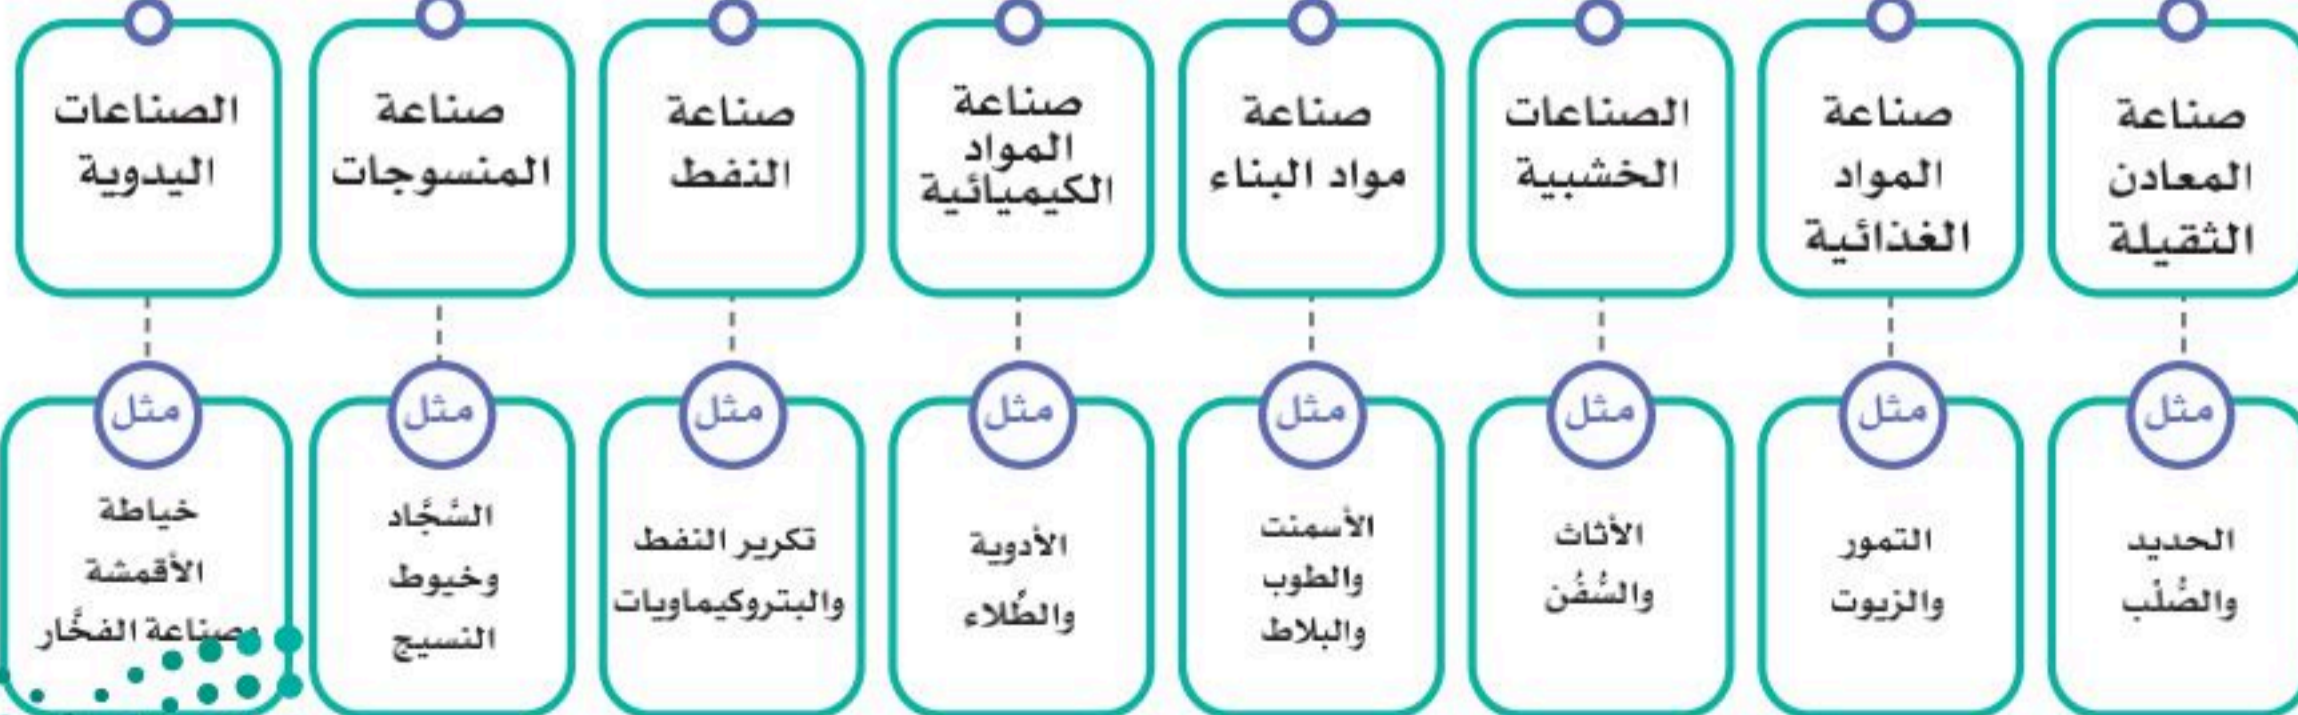 صناعة
المعادن
الثقيلة
صناعة
المواد
الغذائية
الصناعات
الخشبية
صناعة
مواد البناء
صناعة
المواد
الكيميائية
صناعة
النفط
صناعة
المنسوجات
الصناعات
اليدوية
مثل
الحديد
والصُّلْب
مثل
التمور
والزيوت
مثل
الأثاث
والسُّفُن
مثل
الأسمنت
والطوب
والبلاط
مثل
الأدوية
والطِّلاء
مثل
تكرير النفط
والبتروكيماويات
مثل
السَّجَّاد
وخيوط
النسيج
مثل
خياطة
الأقمشة
وصناعة الفخَّار